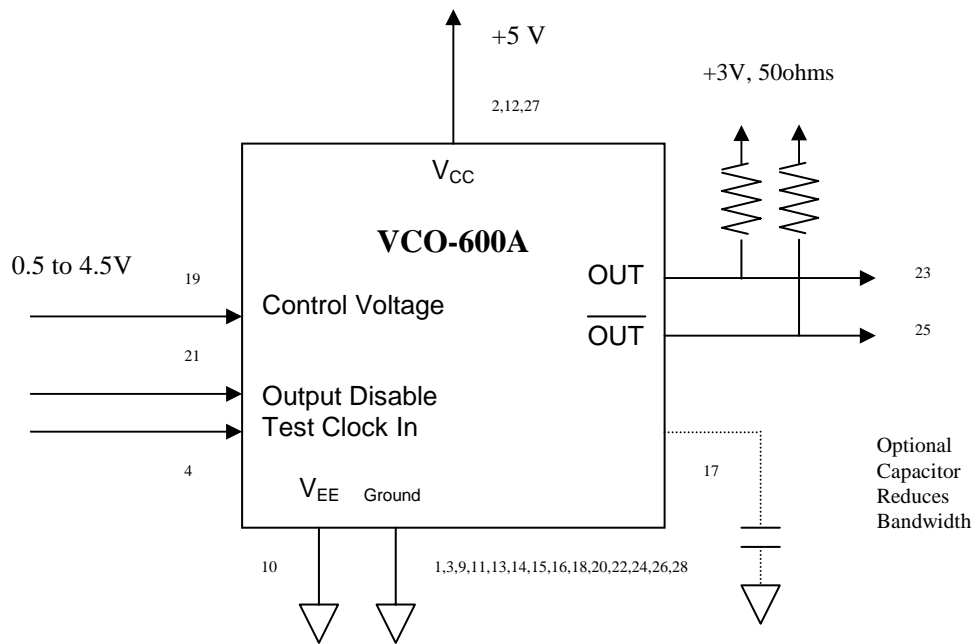 +5 V
+3V, 50ohms
2,12,27
VCC
VCO-600A
0.5 to 4.5V
19
Control Voltage
OUT
23
OUT
25
21
Output Disable
Test Clock In
4
17
Optional
Capacitor
Reduces
Bandwidth
VEE
Ground
10
1,3,9,11,13,14,15,16,18,20,22,24,26,28